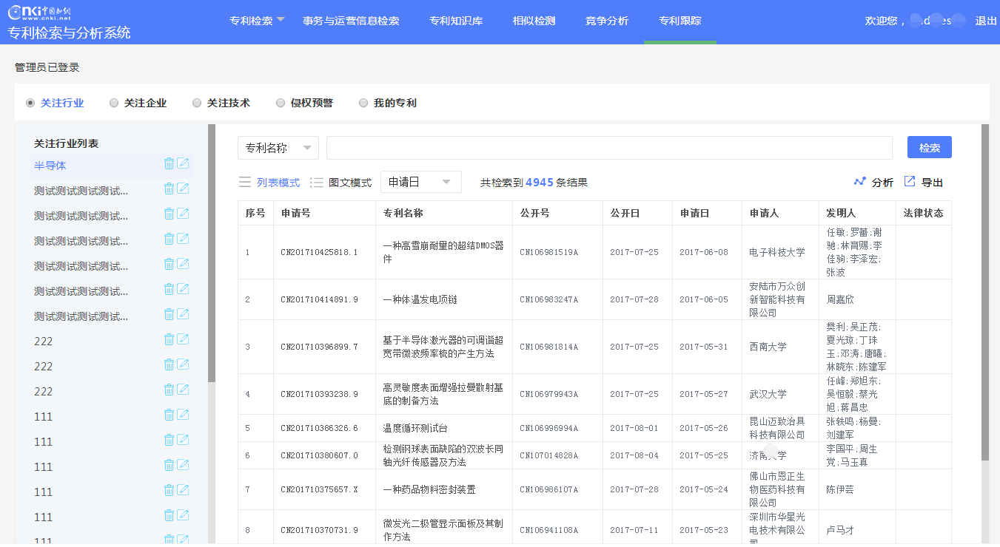 cnki 中国知网
www.cnki.net
专利检索与分析系统
专利检索 事务与运营信息检索 专利知识库 相似检测 竞争分析 专利跟踪
欢迎您， 退出
管理员已登录
关注行业 关注企业 关注技术 侵权预警 我的专利
关注行业列表
半导体
测试测试测试测试...
测试测试测试测试...
测试测试测试测试...
测试测试测试测试...
测试测试测试测试...
测试测试测试测试...
222
222
222
111
111
111
111
111
111
专利名称 检索
列表模式 图文模式 申请日 共检索到 4945 条结果 分析 导出
序号 申请号 专利名称 公开号 公开日 申请日 申请人 发明人 法律状态
1 CN201710425818.1 一种高雪崩耐量的超结DMOS器
件
CN106981519A 2017-07-25 2017-06-08 电子科技大学
任敏;罗蕾;谢
驰;林育赐;李
佳驹;李泽宏;
张波
2 CN201710414891.9 一种体温发电项链 CN106983247A 2017-07-28 2017-06-05
安陆市万众创
新智能科技有
限公司
周嘉欣
3 CN201710396899.7 基于半导体激光器的可调谐超
宽带微波频率梳的产生方法
CN106981814A 2017-07-25 2017-05-31 西南大学
樊利;吴正茂;
夏光琼;丁珠
玉;邓涛;唐曦;
林晓东;陈建军
4 CN201710393238.9 高灵敏度表面增强拉曼散射基
底的制备方法
CN106979943A 2017-07-25 2017-05-27 武汉大学
任峰;郑旭东;
吴恒毅;蔡光
旭;蒋昌忠
5 CN201710386326.6 温度循环测试台 CN106996994A 2017-08-01 2017-05-26
昆山迈致治具
科技有限公司
张轶鸣;杨曼;
刘建军
6 CN201710380607.0 检测钢球表面缺陷的双波长同
轴光纤传感器及方法
CN107014828A 2017-08-04 2017-05-25 济南大学
李国平;周生
党;马玉真
7 CN201710375657.X 一种药品物料密封装置 CN106986107A 2017-07-28 2017-05-24
佛山市恩正生
物医药科技有
限公司
陈伊芸
8 CN201710370731.9 微发光二极管显示面板及其制
作方法
CN106941108A 2017-07-11 2017-05-23
深圳市华星光
电技术有限公
司
卢马才